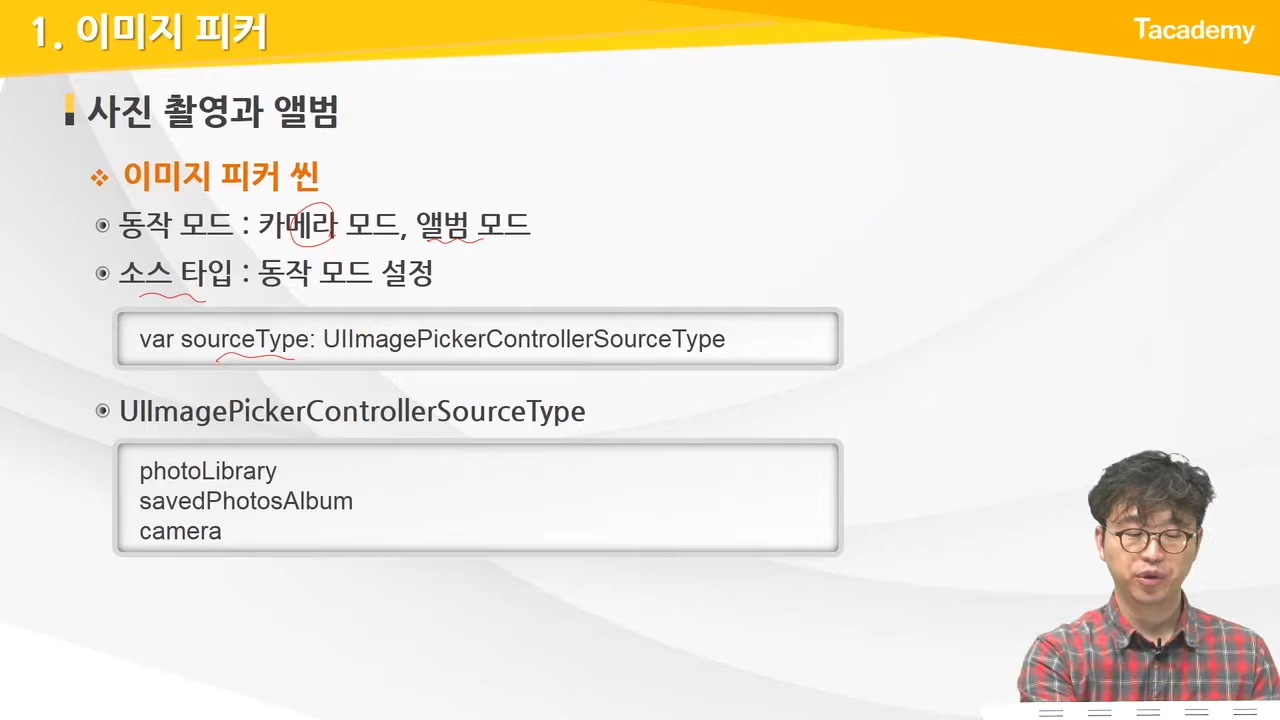 1. 이미지 피커
Tacademy
사진 촬영과 앨범
이미지 피커 씬
동작 모드 : 카메라 모드, 앨범 모드
소스 타입 : 동작 모드 설정
var sourceType: UIImagePickerControllerSourceType
UIImagePickerControllerSourceType
photoLibrary
savedPhotosAlbum
camera